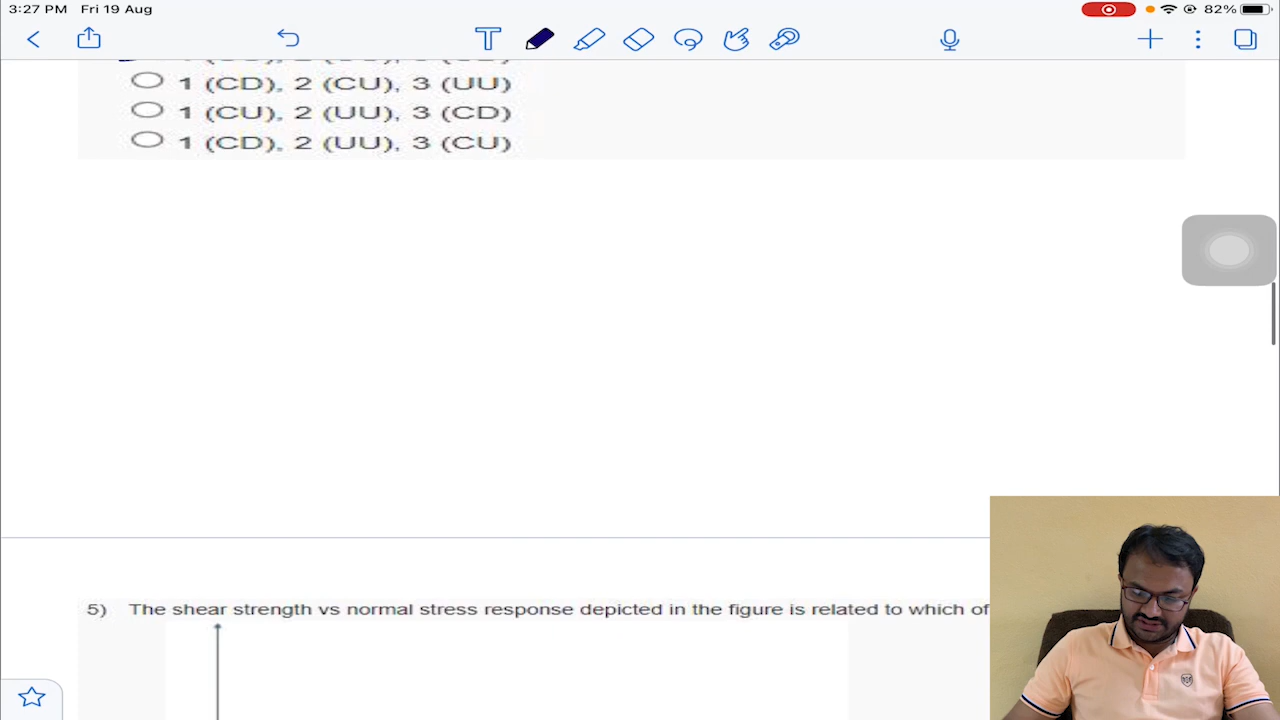 3:27 PM Fri 19 Aug
82%
1 (CD), 2 (CU), 3 (UU)
1 (CU), 2 (UU), 3 (CD)
1 (CD), 2 (UU), 3 (CU)
5) The shear strength vs normal stress response depicted in the figure is related to which of